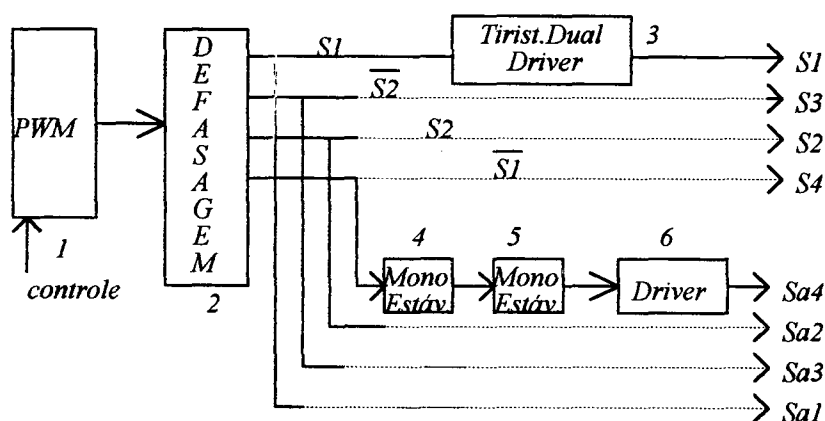 PWM
1
controle
D
E
F
A
S
A
G
E
M
2
S1
Tirist.Dual
Driver
3
S1
S̅2̅
S3
S2
S2
S̅1̅
S4
4
Mono
Estáv
5
Mono
Estáv.
6
Driver
Sa4
Sa2
Sa3
Sa1